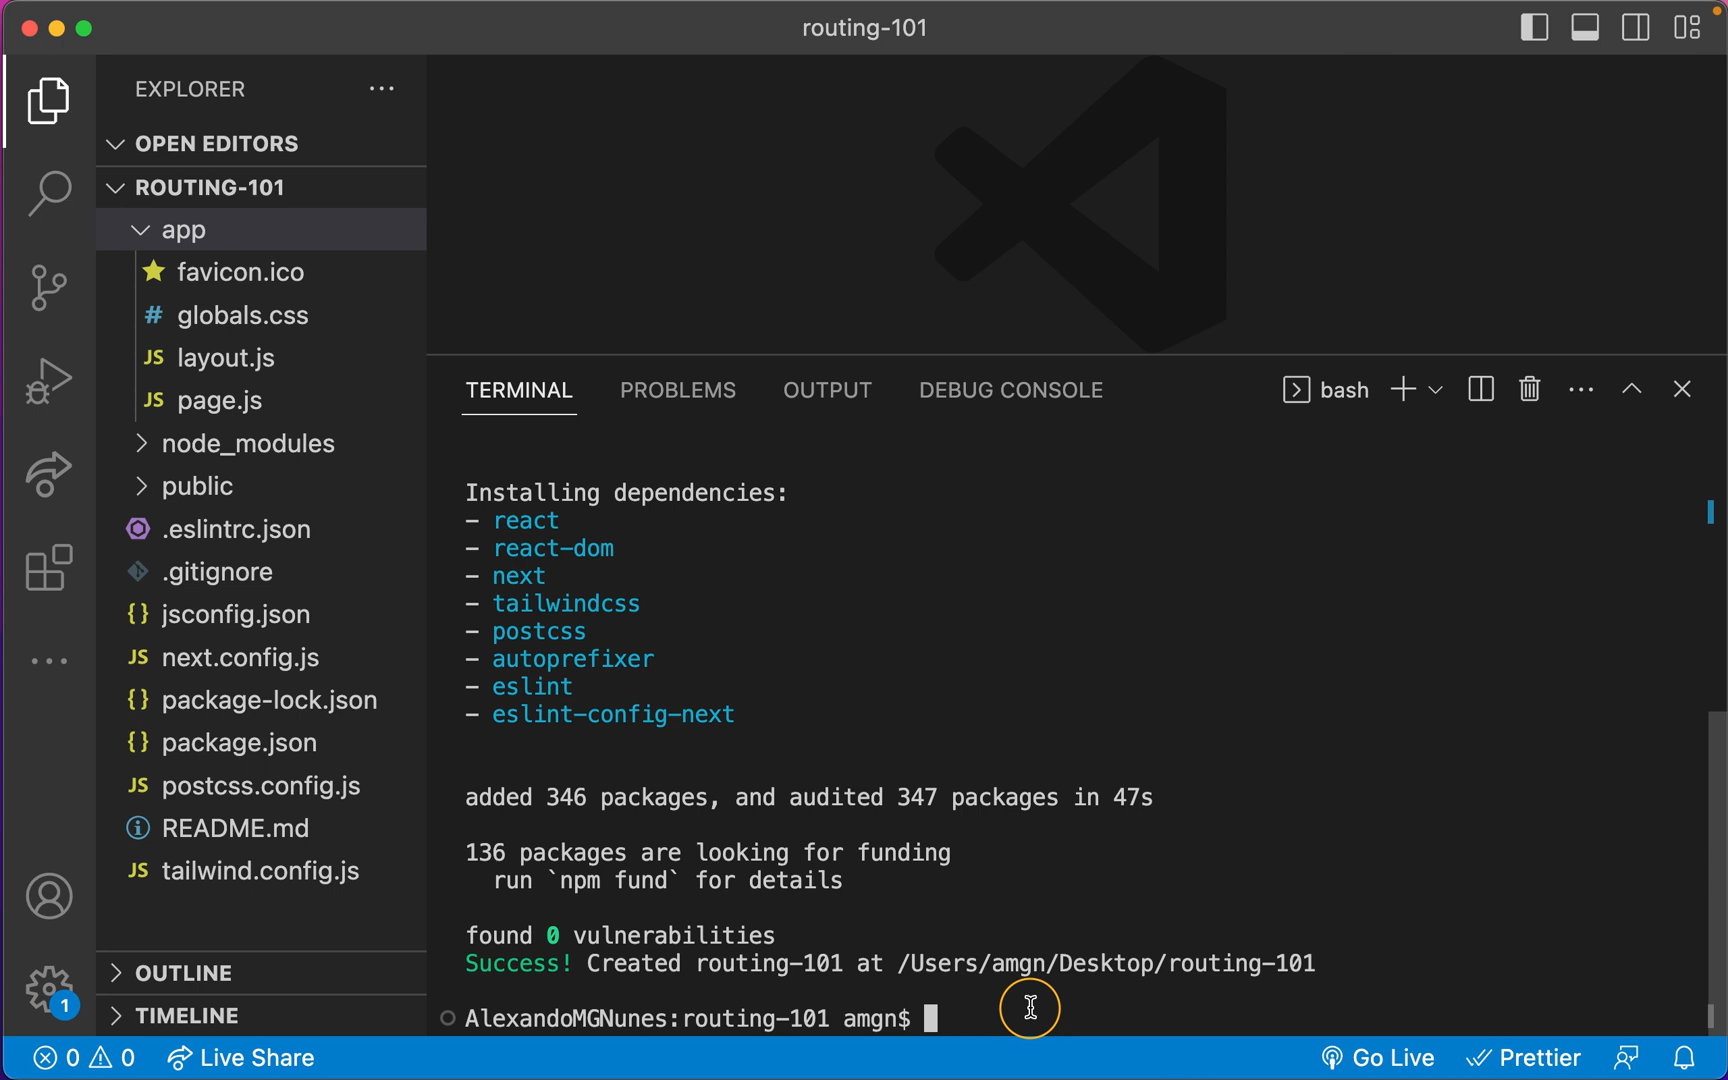 routing-101
EXPLORER
OPEN EDITORS
ROUTING-101
app
favicon.ico
# globals.css
JS layout.js
JS page.js
node_modules
public
.eslintrc.json
.gitignore
{} jsconfig.json
JS next.config.js
{} package-lock.json
{} package.json
JS postcss.config.js
README.md
JS tailwind.config.js
OUTLINE
TIMELINE
1
TERMINAL PROBLEMS OUTPUT DEBUG CONSOLE bash
Installing dependencies:
- react
- react-dom
- next
- tailwindcss
- postcss
- autoprefixer
- eslint
- eslint-config-next
added 346 packages, and audited 347 packages in 47s
136 packages are looking for funding
run `npm fund` for details
found 0 vulnerabilities
Success! Created routing-101 at /Users/amgn/Desktop/routing-101
AlexandoMGNunes:routing-101 amgn$
0 0 Live Share Go Live Prettier